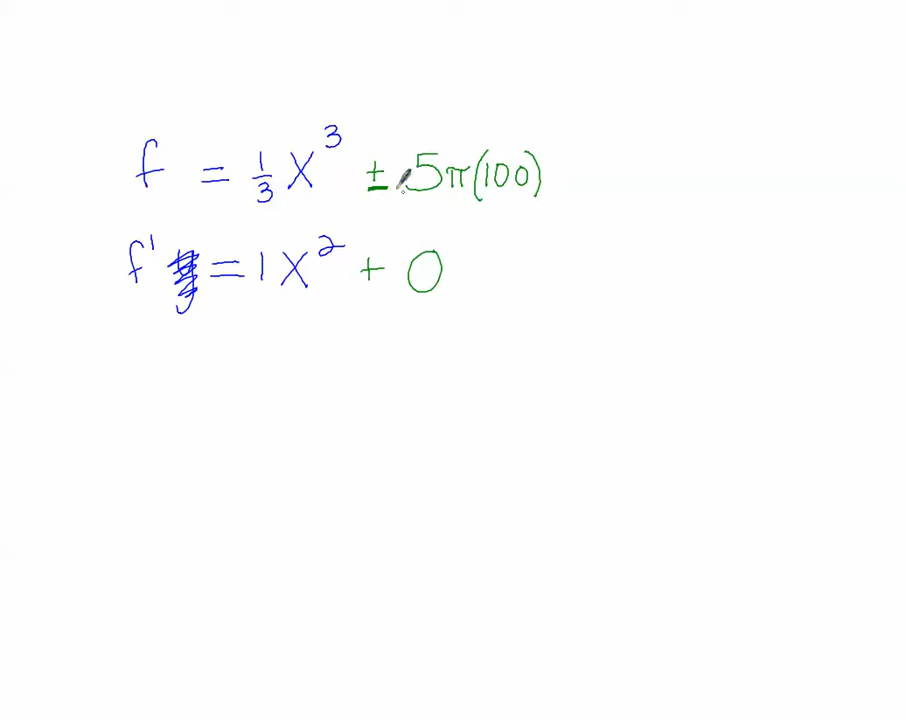 f = 1/3 x³ ± .5π(100)
f' = 1x² + 0